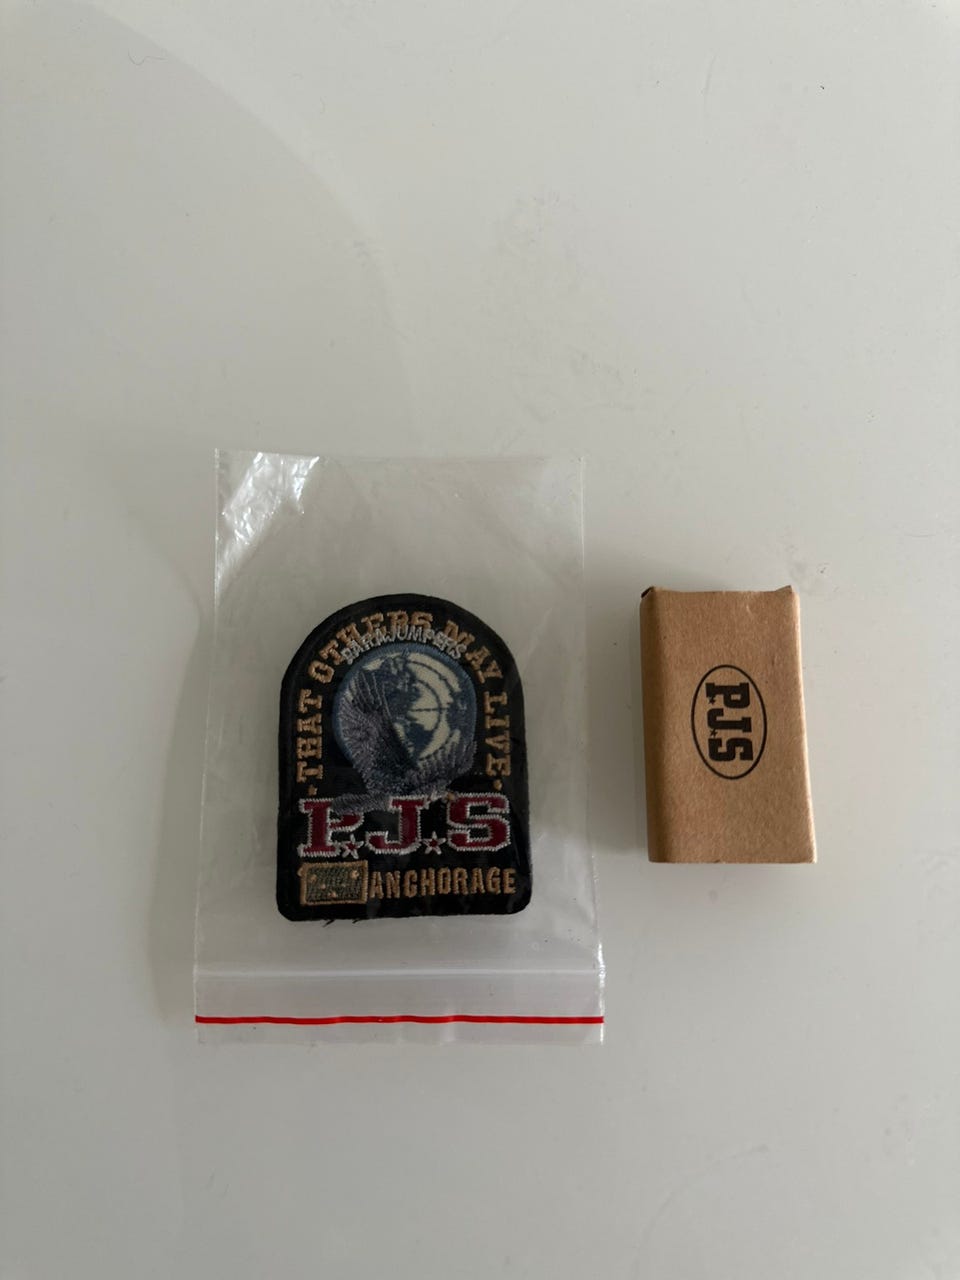 ·THAT OTHERS MAY LIVE·
PARAJUMPERS
P.J.S
ANCHORAGE
P.J.S